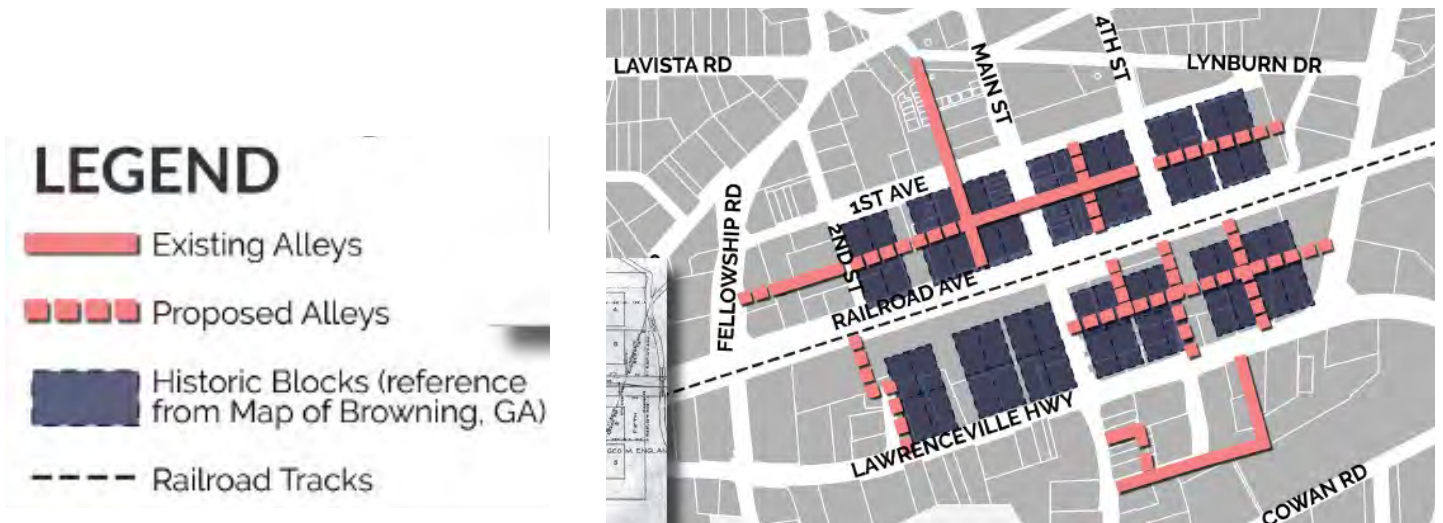 LEGEND
Existing Alleys
Proposed Alleys
Historic Blocks (reference
from Map of Browning, GA)
Railroad Tracks
LAVISTA RD
MAIN ST
4TH ST
LYNBURN DR
1ST AVE
FELLOWSHIP RD
2ND ST
RAILROAD AVE
LAWRENCEVILLE HWY
COWAN RD